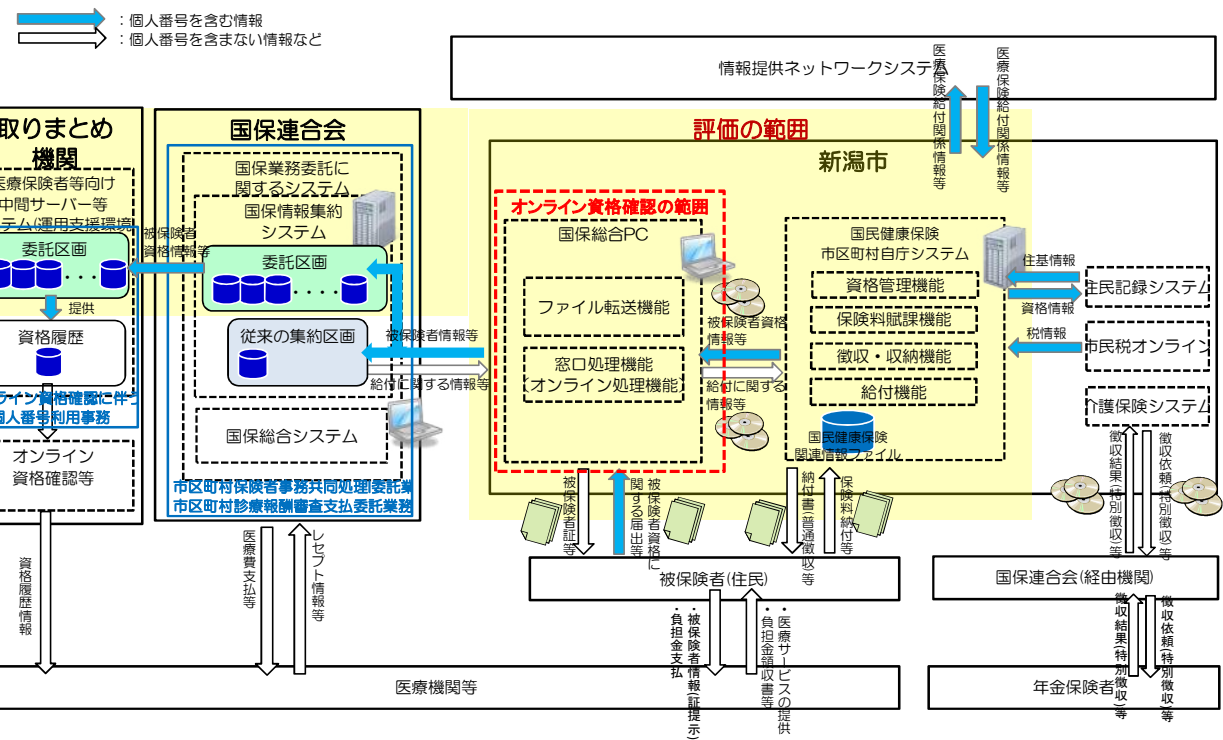 ：個人番号を含む情報
：個人番号を含まない情報など
情報提供ネットワークシステム
医療保険給付関係情報等
医療保険給付関係情報等
取りまとめ
機関
医療保険者等向け
中間サーバー等
ステム(運用支援環境
委託区画
・・・
提供
資格履歴
ライン資格確認に伴う
個人番号利用事務
オンライン
資格確認等
資格履歴情報
国保連合会
国保業務委託に
関するシステム
国保情報集約
システム
委託区画
・・・・
従来の集約区画
国保総合システム
市区町村保険者事務共同処理委託業
市区町村診療報酬審査支払委託業務
被保険者
資格情報等
被保険者情報等
給付に関する情報等
医療費支払等
レセプト情報等
評価の範囲
新潟市
オンライン資格確認の範囲
国保総合PC
ファイル転送機能
窓口処理機能
(オンライン処理機能)
被保険者資格
情報等
給付に関する
情報等
国民健康保険
市区町村自庁システム
資格管理機能
保険料賦課機能
徴収・収納機能
給付機能
国民健康保険
関連情報ファイル
住基情報
資格情報
税情報
住民記録システム
市民税オンライン
介護保険システム
被保険者証等
被保険者資格に
関する届出等
納付書(普通徴収)等
保険料納付等
徴収結果(特別徴収)等
徴収依頼(特別徴収)等
被保険者(住民)
国保連合会(経由機関)
・被保険者情報(証提示)
・負担金支払
・医療サービスの提供
・負担金領収書等
徴収結果(特別徴収)等
徴収依頼(特別徴収)等
医療機関等
年金保険者